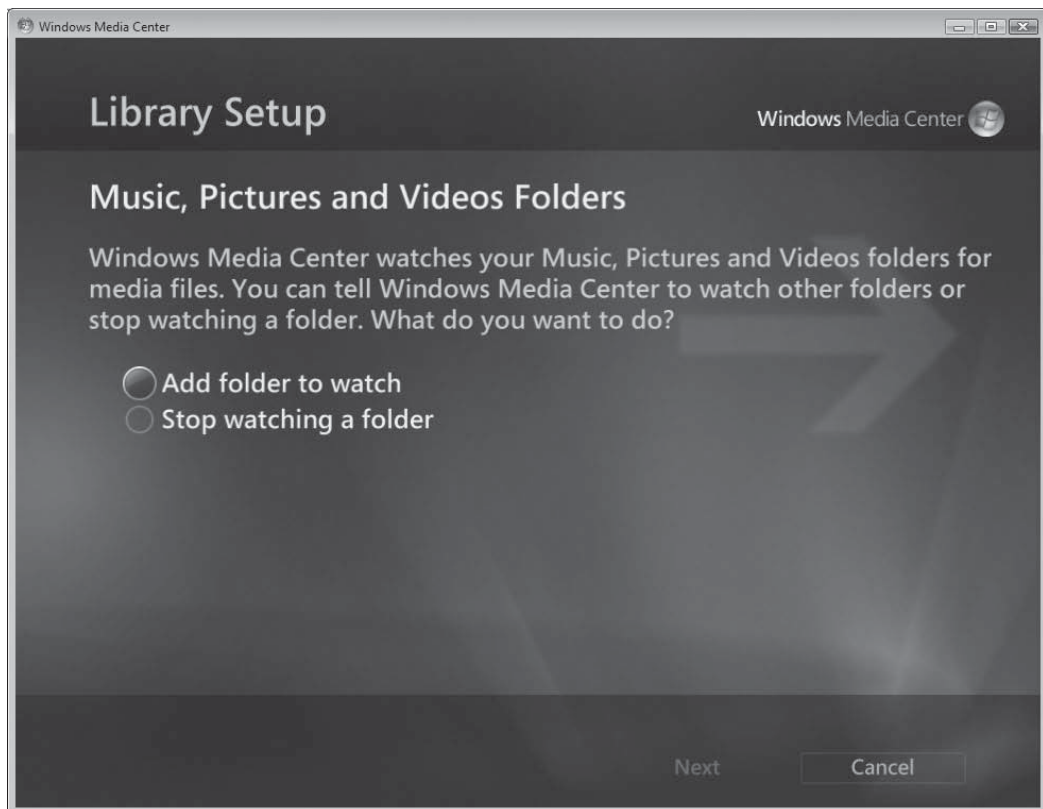 Windows Media Center
Library Setup
Windows Media Center
Music, Pictures and Videos Folders
Windows Media Center watches your Music, Pictures and Videos folders for
media files. You can tell Windows Media Center to watch other folders or
stop watching a folder. What do you want to do?
Add folder to watch
Stop watching a folder
Next
Cancel